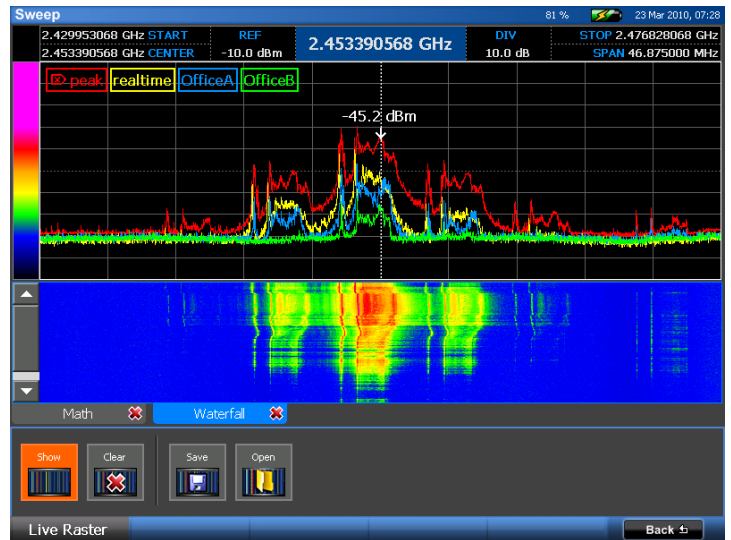 Sweep 81 % 23 Mar 2010, 07:28
2.429953068 GHz START REF 2.453390568 GHz DIV STOP 2.476828068 GHz
2.453390568 GHz CENTER -10.0 dBm 10.0 dB SPAN 46.875000 MHz
peak realtime OfficeA OfficeB
-45.2 dBm
Math Waterfall
Show Clear Save Open
Live Raster Back